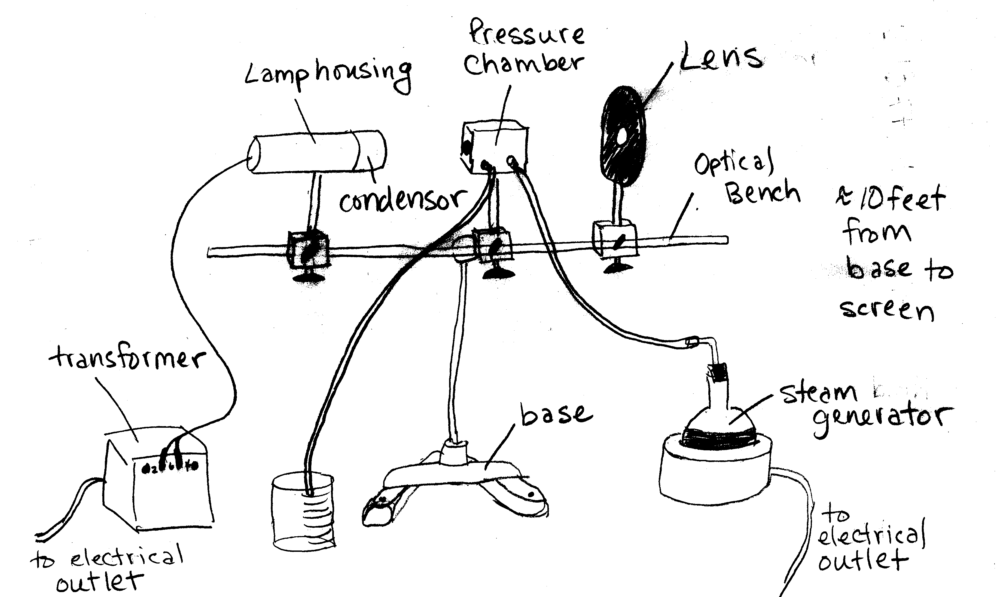 Pressure
Chamber
Lens
Lamphousing
Optical
Bench
condensor
≈ 10 feet
from
base to
screen
transformer
steam
generator
base
to electrical
outlet
to
electrical
outlet